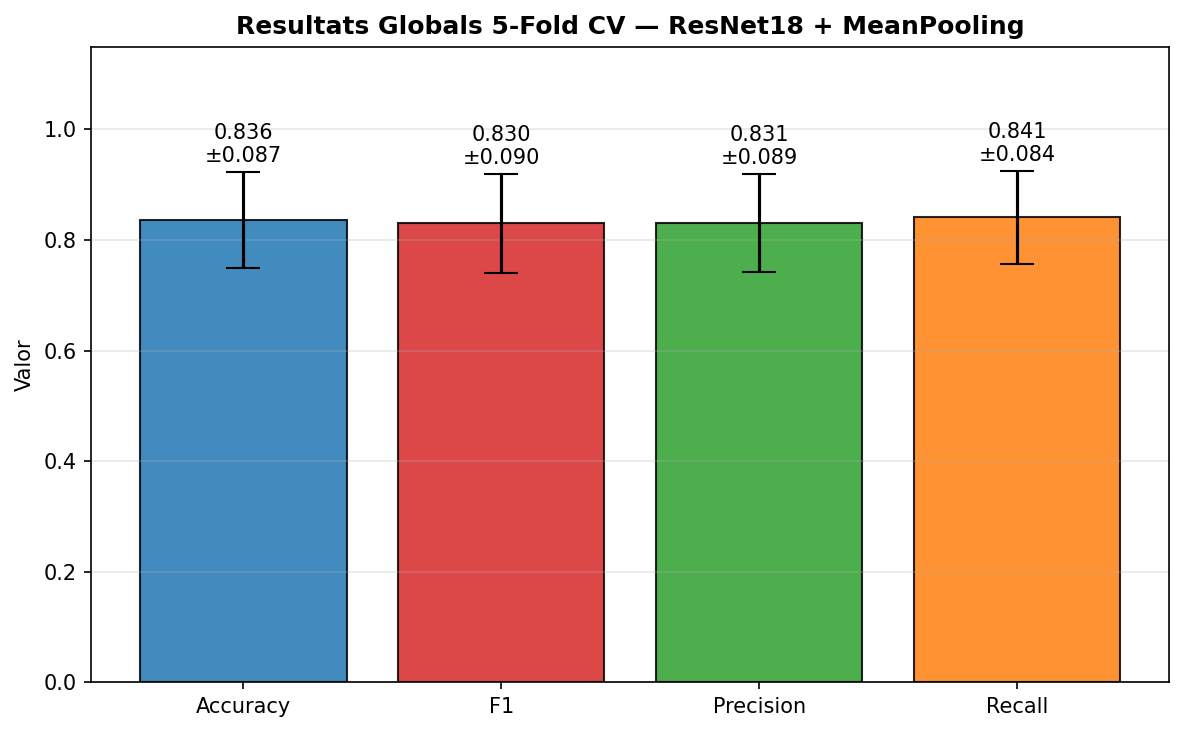 Resultats Globals 5-Fold CV — ResNet18 + MeanPooling
Valor
1.0
0.8
0.6
0.4
0.2
0.0
0.836
±0.087
0.830
±0.090
0.831
±0.089
0.841
±0.084
Accuracy
F1
Precision
Recall